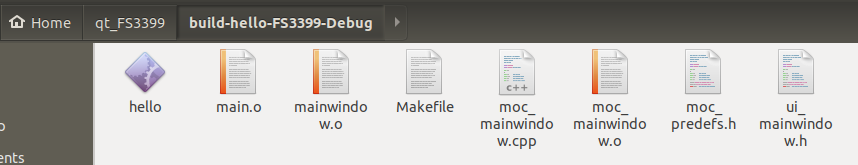 Home qt_FS3399 build-hello-FS3399-Debug
hello main.o mainwindo Makefile moc_ moc_ moc_ ui_
w.o mainwindo mainwindo predefs.h mainwindo
w.cpp w.o w.h
c++
o
ents